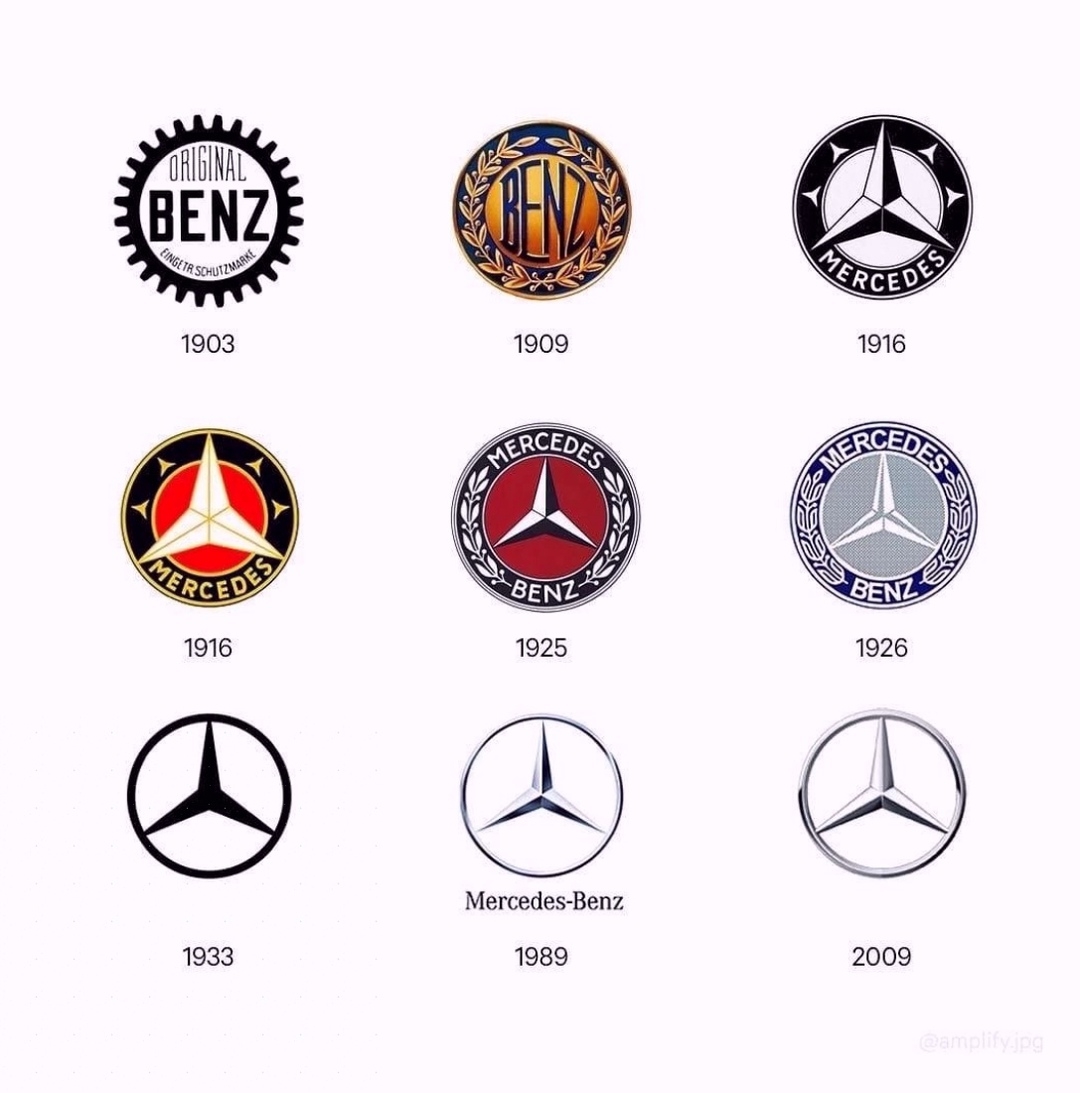 ORIGINAL
BENZ
EINGETR. SCHUTZMARKE
1903
BENZ
1909
MERCEDES
1916
MERCEDES
1916
MERCEDES
BENZ
1925
MERCEDES
BENZ
1926
1933
Mercedes-Benz
1989
2009
@amplify.jpg